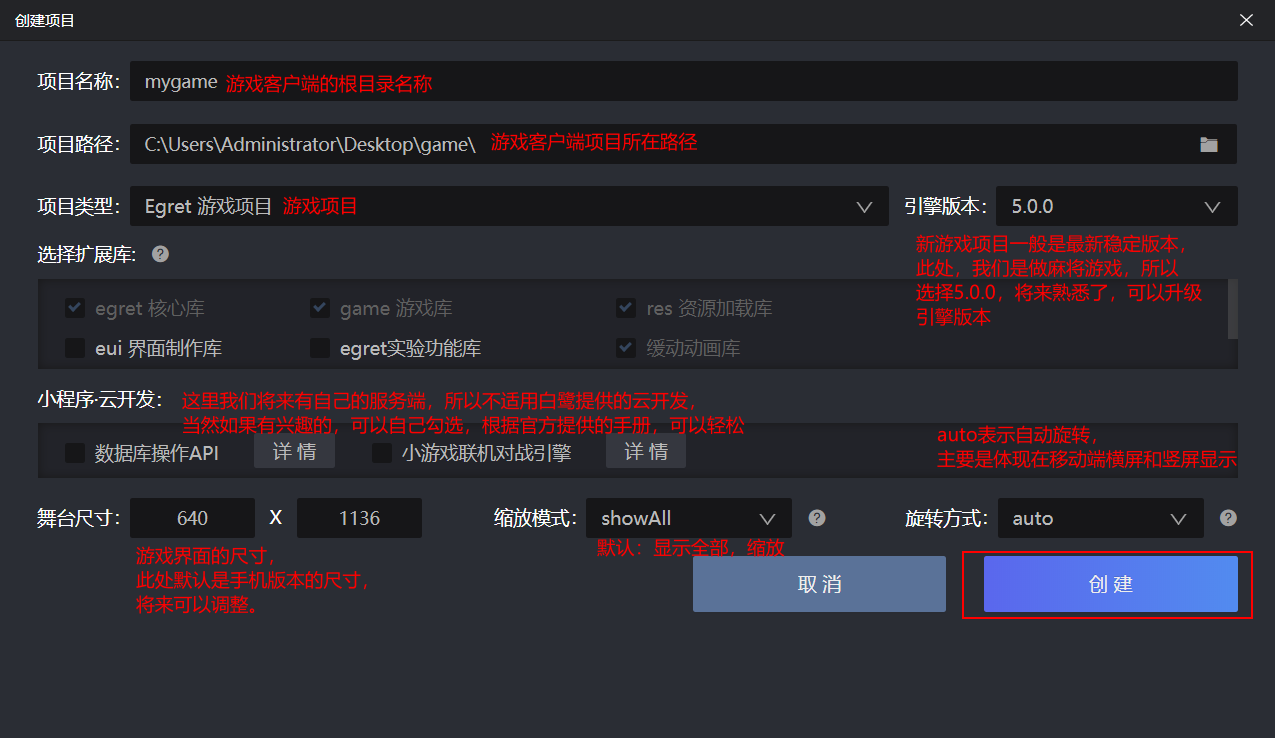 创建项目
项目名称: mygame 游戏客户端的根目录名称
项目路径: C:\Users\Administrator\Desktop\game\ 游戏客户端项目所在路径
项目类型: Egret 游戏项目 游戏项目
引擎版本: 5.0.0
新游戏项目一般是最新稳定版本，
此处，我们是做麻将游戏，所以
选择5.0.0，将来熟悉了，可以升级
引擎版本
选择扩展库: ?
egret 核心库 game 游戏库 res 资源加载库
eui 界面制作库 egret实验功能库 缓动动画库
小程序·云开发:
这里我们将来有自己的服务端，所以不适用白鹭提供的云开发，
当然如果有兴趣的，可以自己勾选，根据官方提供的手册，可以轻松
数据库操作API 详 情 小游戏联机对战引擎 详 情
auto表示自动旋转，
主要是体现在移动端横屏和竖屏显示
舞台尺寸: 640 X 1136 缩放模式: showAll ? 旋转方式: auto ?
默认：显示全部，缩放
游戏界面的尺寸，
此处默认是手机版本的尺寸，
将来可以调整。
取 消 创 建